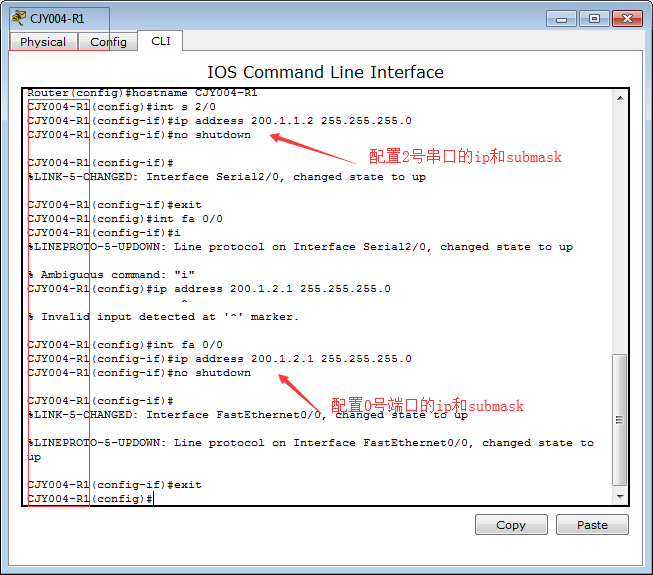 CJY004-R1
Physical
Config
CLI
IOS Command Line Interface
Router(config)#hostname CJY004-R1
CJY004-R1(config)#int s 2/0
CJY004-R1(config-if)#ip address 200.1.1.2 255.255.255.0
CJY004-R1(config-if)#no shutdown
配置2号串口的ip和submask
CJY004-R1(config-if)#
%LINK-5-CHANGED: Interface Serial2/0, changed state to up
CJY004-R1(config-if)#exit
CJY004-R1(config)#int fa 0/0
CJY004-R1(config-if)#i
%LINEPROTO-5-UPDOWN: Line protocol on Interface Serial2/0, changed state to up
% Ambiguous command: "i"
CJY004-R1(config)#ip address 200.1.2.1 255.255.255.0
^
% Invalid input detected at '^' marker.
CJY004-R1(config)#int fa 0/0
CJY004-R1(config-if)#ip address 200.1.2.1 255.255.255.0
CJY004-R1(config-if)#no shutdown
配置0号端口的ip和submask
CJY004-R1(config-if)#
%LINK-5-CHANGED: Interface FastEthernet0/0, changed state to up
%LINEPROTO-5-UPDOWN: Line protocol on Interface FastEthernet0/0, changed state to
up
CJY004-R1(config-if)#exit
CJY004-R1(config)#
Copy
Paste